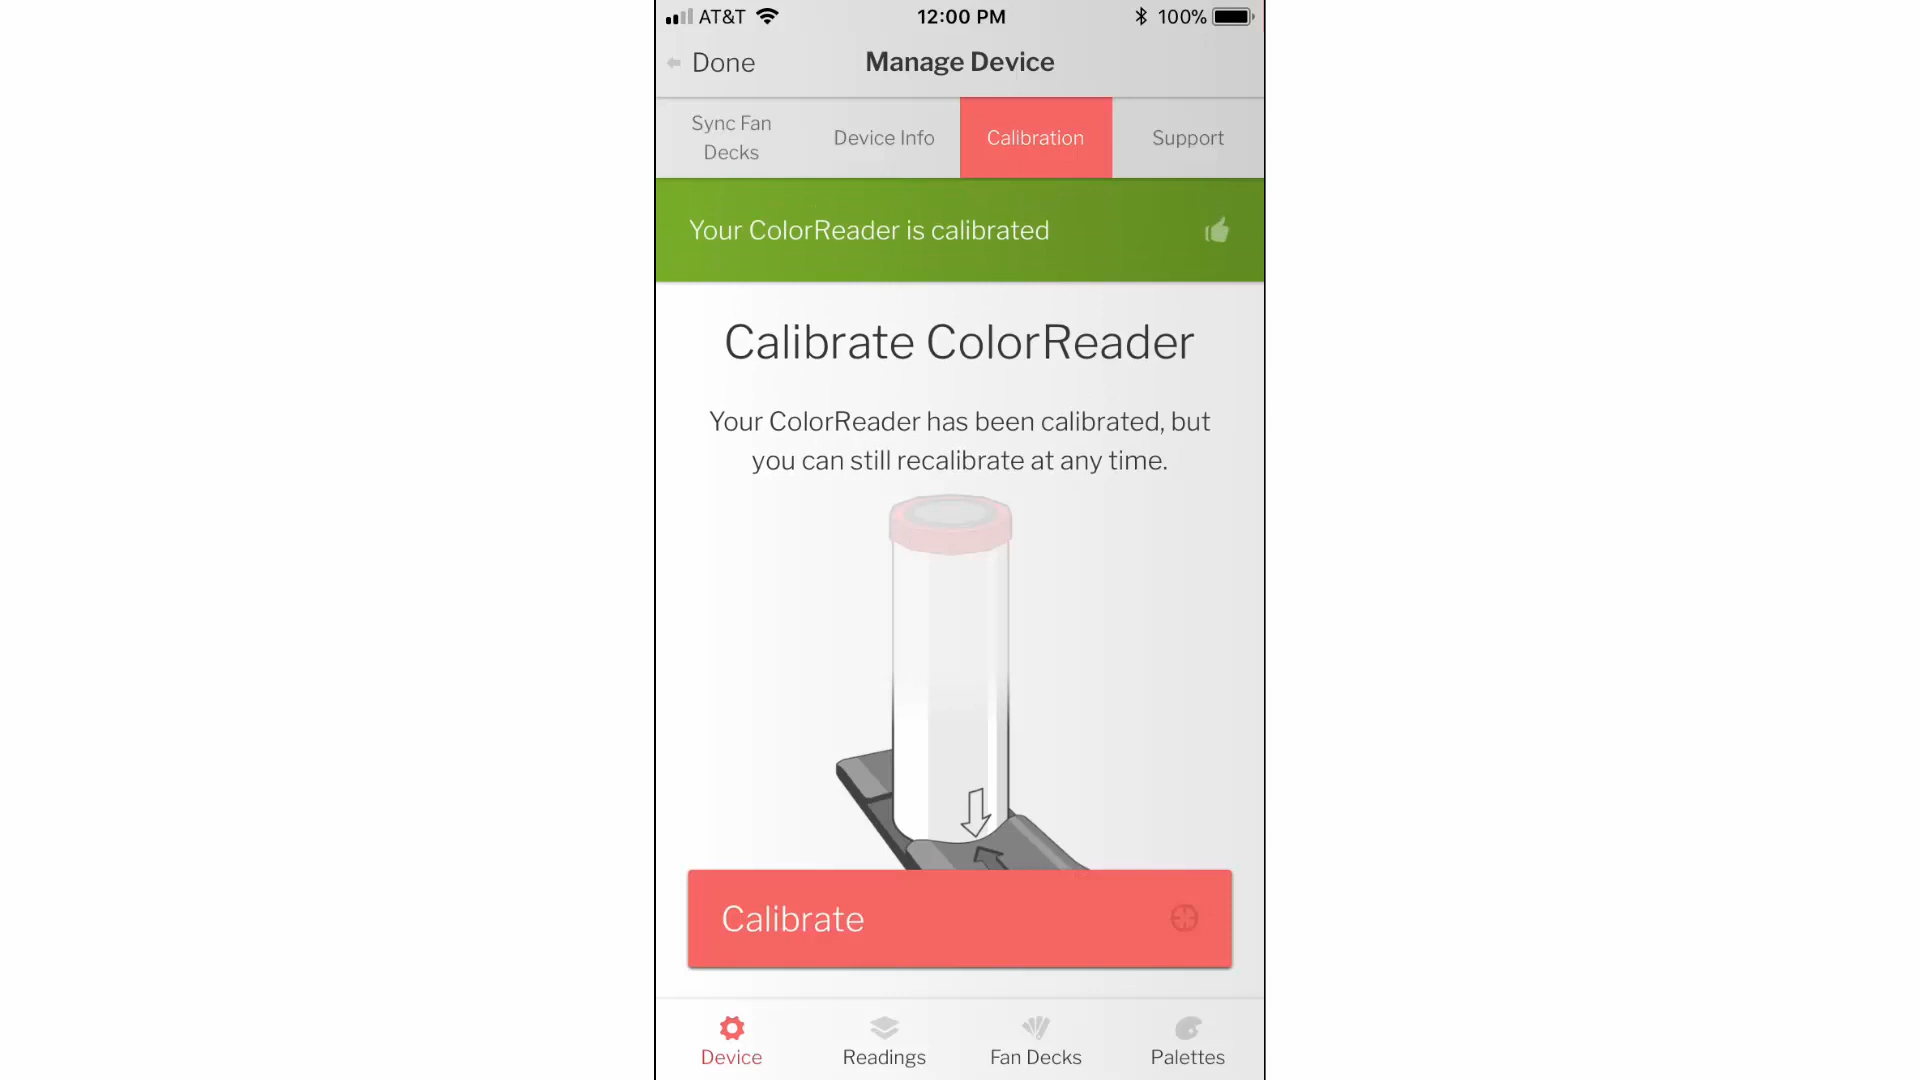 AT&T 12:00 PM 100%
Done Manage Device
Sync Fan Decks Device Info Calibration Support
Your ColorReader is calibrated
Calibrate ColorReader
Your ColorReader has been calibrated, but
you can still recalibrate at any time.
Calibrate
Device Readings Fan Decks Palettes